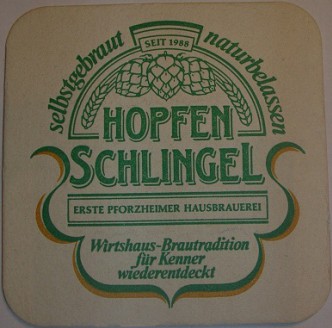 selbstgebraut naturbelassen
SEIT 1988
HOPFEN
SCHLINGEL
ERSTE PFORZHEIMER HAUSBRAUEREI
Wirtshaus-Brautradition
für Kenner
wiederentdeckt